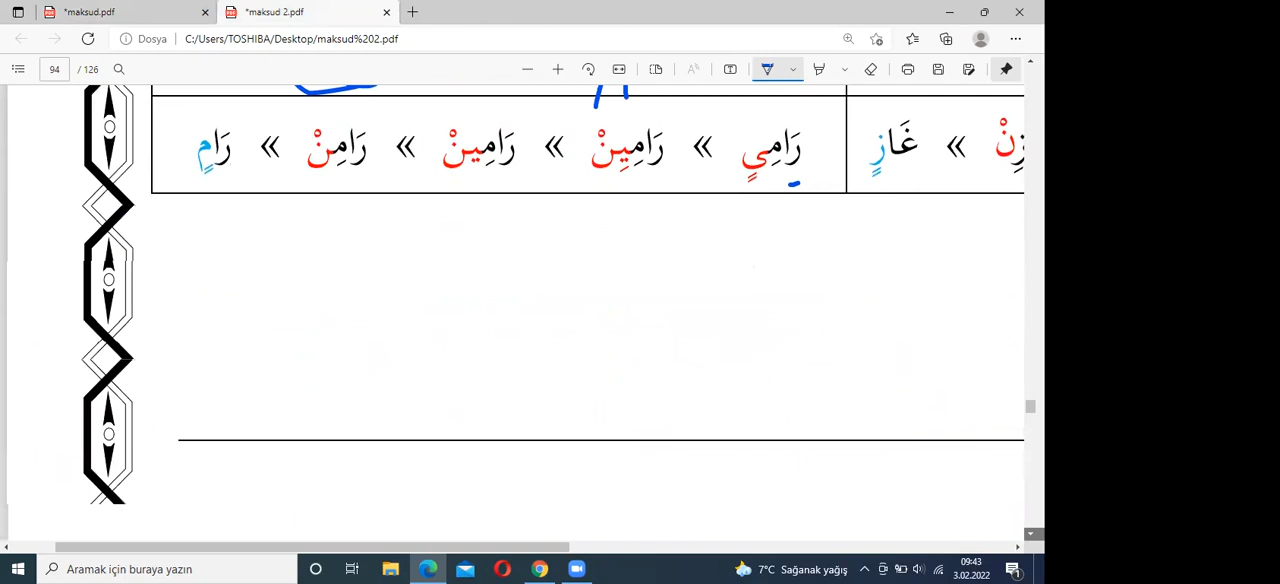 *maksud.pdf
*maksud 2.pdf
Dosya | C:/Users/TOSHIBA/Desktop/maksud%202.pdf
94 / 126
زِنْ » غَازٍ
رَامِيٍ » رَامِيِنْ » رَامِينْ » رَامِنْ » رَامٍ
Aramak için buraya yazın
7°C Sağanak yağış
09:43
3.02.2022
1